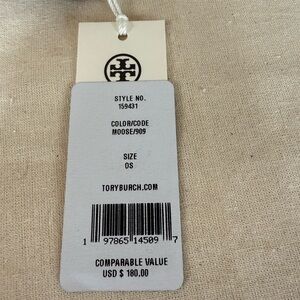 STYLE NO.
159431
COLOR/CODE
MOOSE/909
SIZE
OS
TORYBURCH.COM
1 97865 14509 7
COMPARABLE VALUE
USD $ 180.00